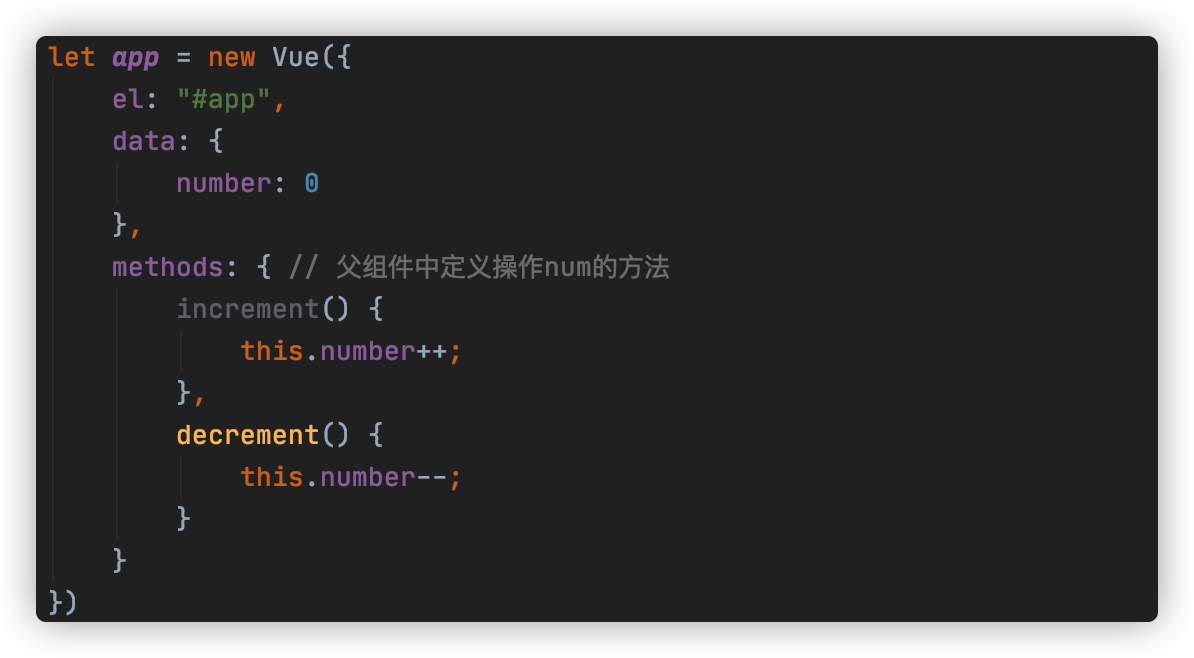 let app = new Vue({
    el: "#app",
    data: {
        number: 0
    },
    methods: { // 父组件中定义操作num的方法
        increment() {
            this.number++;
        },
        decrement() {
            this.number--;
        }
    }
})